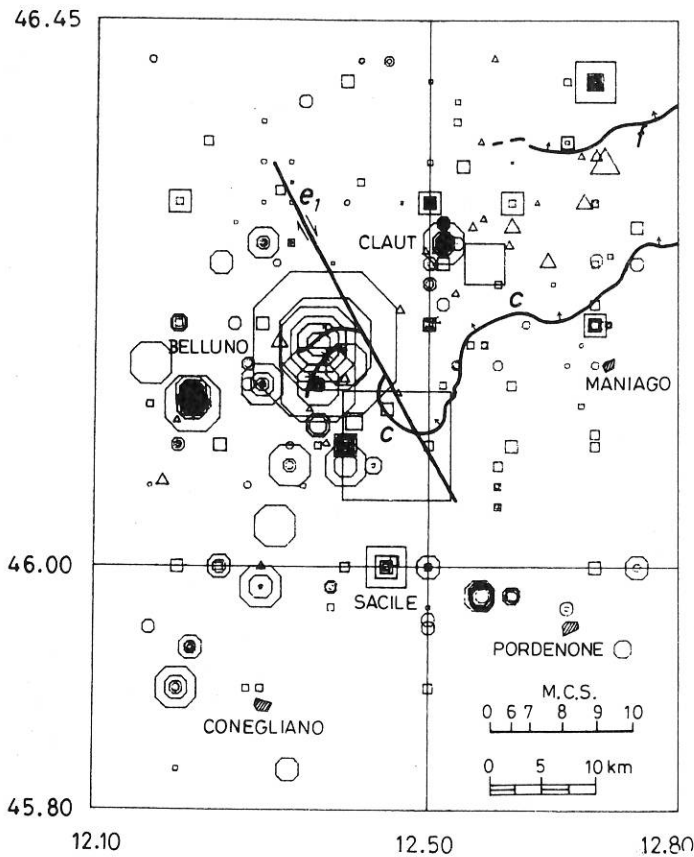 46.45
e1
f
CLAUT
c
BELLUNO
MANIAGO
c
46.00
SACILE
PORDENONE
M.C.S.
0 6 7 8 9 10
CONEGLIANO
0 5 10 km
45.80
12.10 12.50 12.80